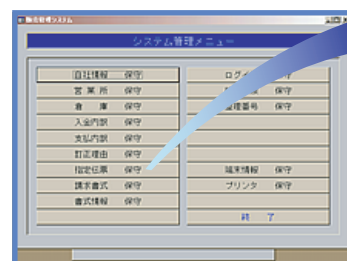 販売管理システム
システム管理メニュー
自社情報 保守
営業所 保守
倉庫 保守
入金内訳 保守
支払内訳 保守
訂正理由 保守
指定伝票 保守
請求書式 保守
書式情報 保守
ログ 保守
保守
管理番号 保守
端末情報 保守
プリンタ 保守
終了